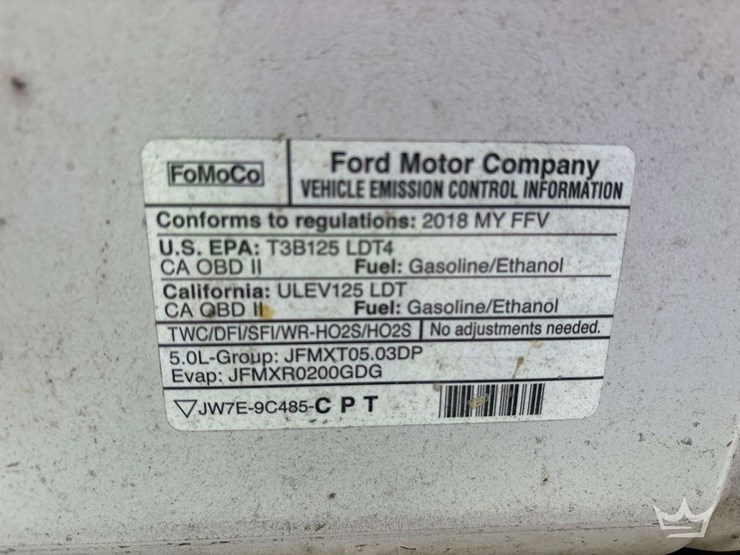 FoMoCo
Ford Motor Company
VEHICLE EMISSION CONTROL INFORMATION
Conforms to regulations: 2018 MY FFV
U.S. EPA: T3B125 LDT4
CA OBD II Fuel: Gasoline/Ethanol
California: ULEV125 LDT
CA OBD II Fuel: Gasoline/Ethanol
TWC/DFI/SFI/WR-HO2S/HO2S No adjustments needed.
5.0L-Group: JFMXT05.03DP
Evap: JFMXR0200GDG
JW7E-9C485-C P T